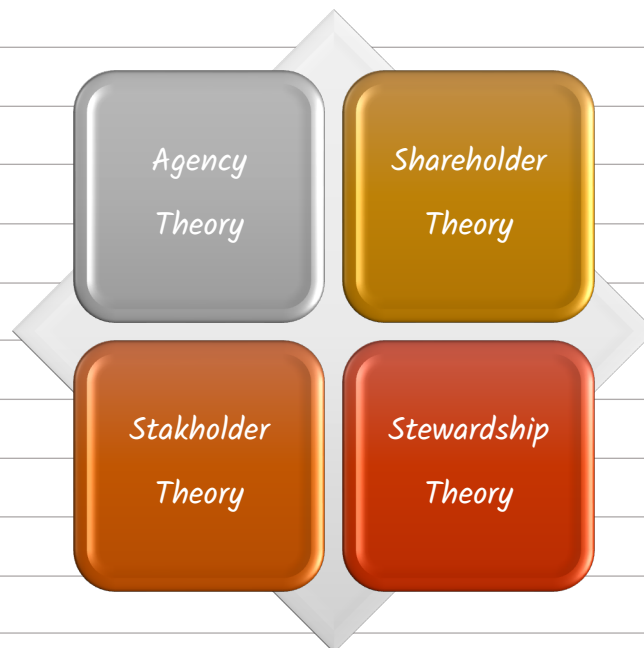 Agency
Theory
Shareholder
Theory
Stakholder
Theory
Stewardship
Theory